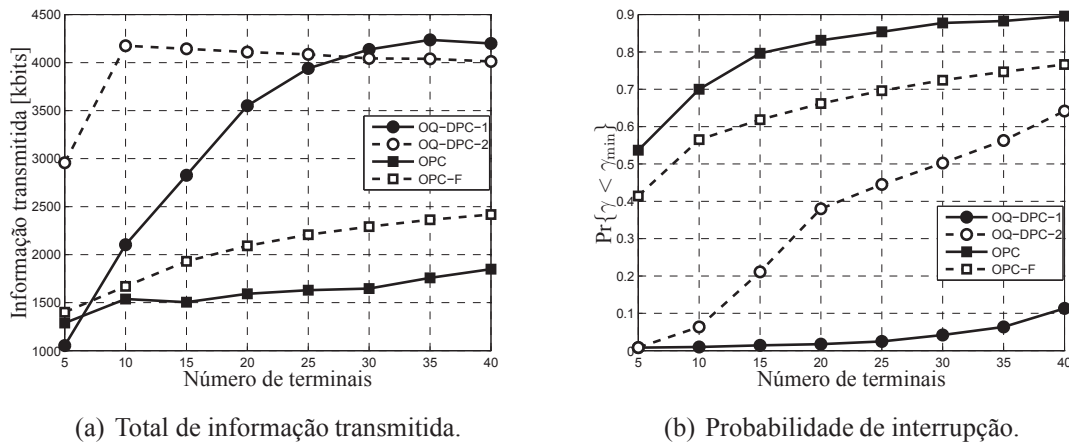 4500
4000
3500
3000
2500
2000
1500
1000
Informação transmitida [kbits]
OQ-DPC-1
OQ-DPC-2
OPC
OPC-F
5 10 15 20 25 30 35 40
Número de terminais
(a) Total de informação transmitida.
0.9
0.8
0.7
0.6
0.5
0.4
0.3
0.2
0.1
0
Pr{γ < γmin}
OQ-DPC-1
OQ-DPC-2
OPC
OPC-F
5 10 15 20 25 30 35 40
Número de terminais
(b) Probabilidade de interrupção.